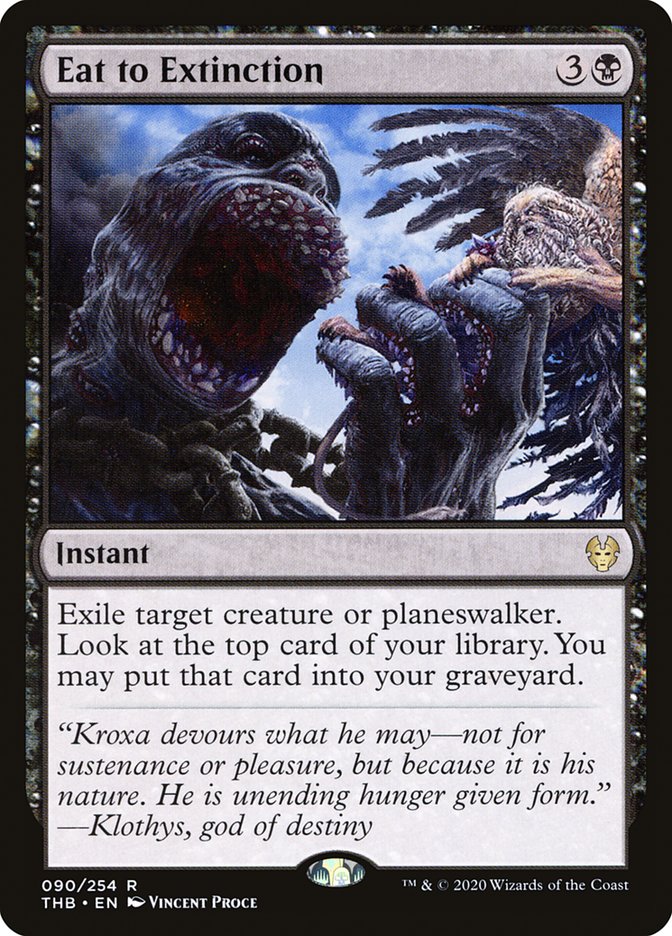 Eat to Extinction 3
Instant
Exile target creature or planeswalker.
Look at the top card of your library. You
may put that card into your graveyard.
“Kroxa devours what he may—not for
sustenance or pleasure, but because it is his
nature. He is unending hunger given form.”
—Klothys, god of destiny
090/254 R
THB • EN Vincent Proce
™ & © 2020 Wizards of the Coast